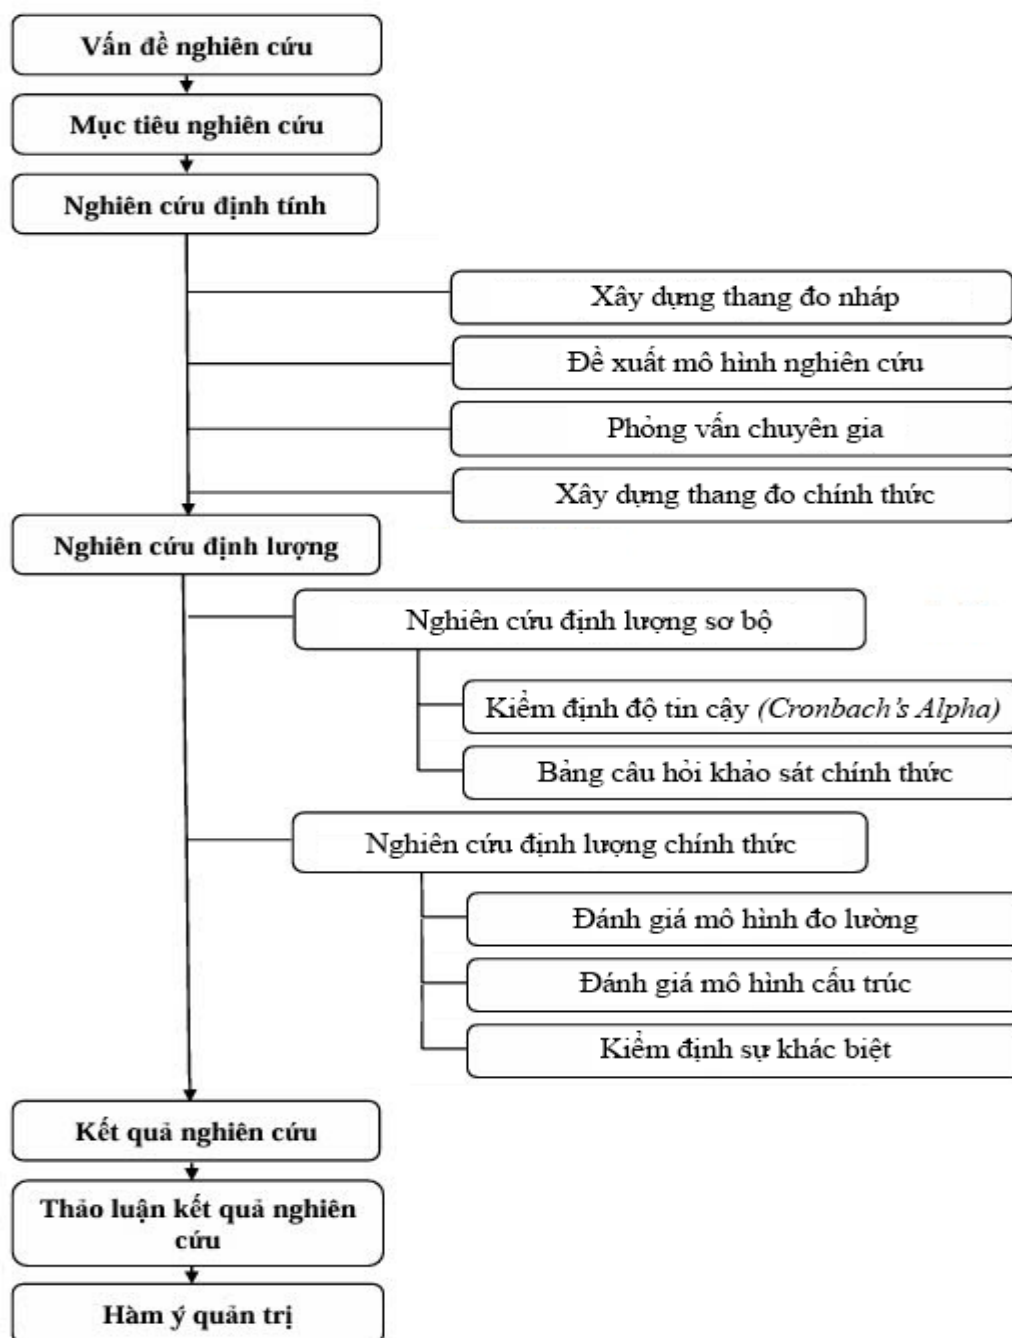 Vấn đề nghiên cứu
Mục tiêu nghiên cứu
Nghiên cứu định tính
Xây dựng thang đo nháp
Đề xuất mô hình nghiên cứu
Phỏng vấn chuyên gia
Xây dựng thang đo chính thức
Nghiên cứu định lượng
Nghiên cứu định lượng sơ bộ
Kiểm định độ tin cậy (Cronbach’s Alpha)
Bảng câu hỏi khảo sát chính thức
Nghiên cứu định lượng chính thức
Đánh giá mô hình đo lường
Đánh giá mô hình cấu trúc
Kiểm định sự khác biệt
Kết quả nghiên cứu
Thảo luận kết quả nghiên
cứu
Hàm ý quản trị